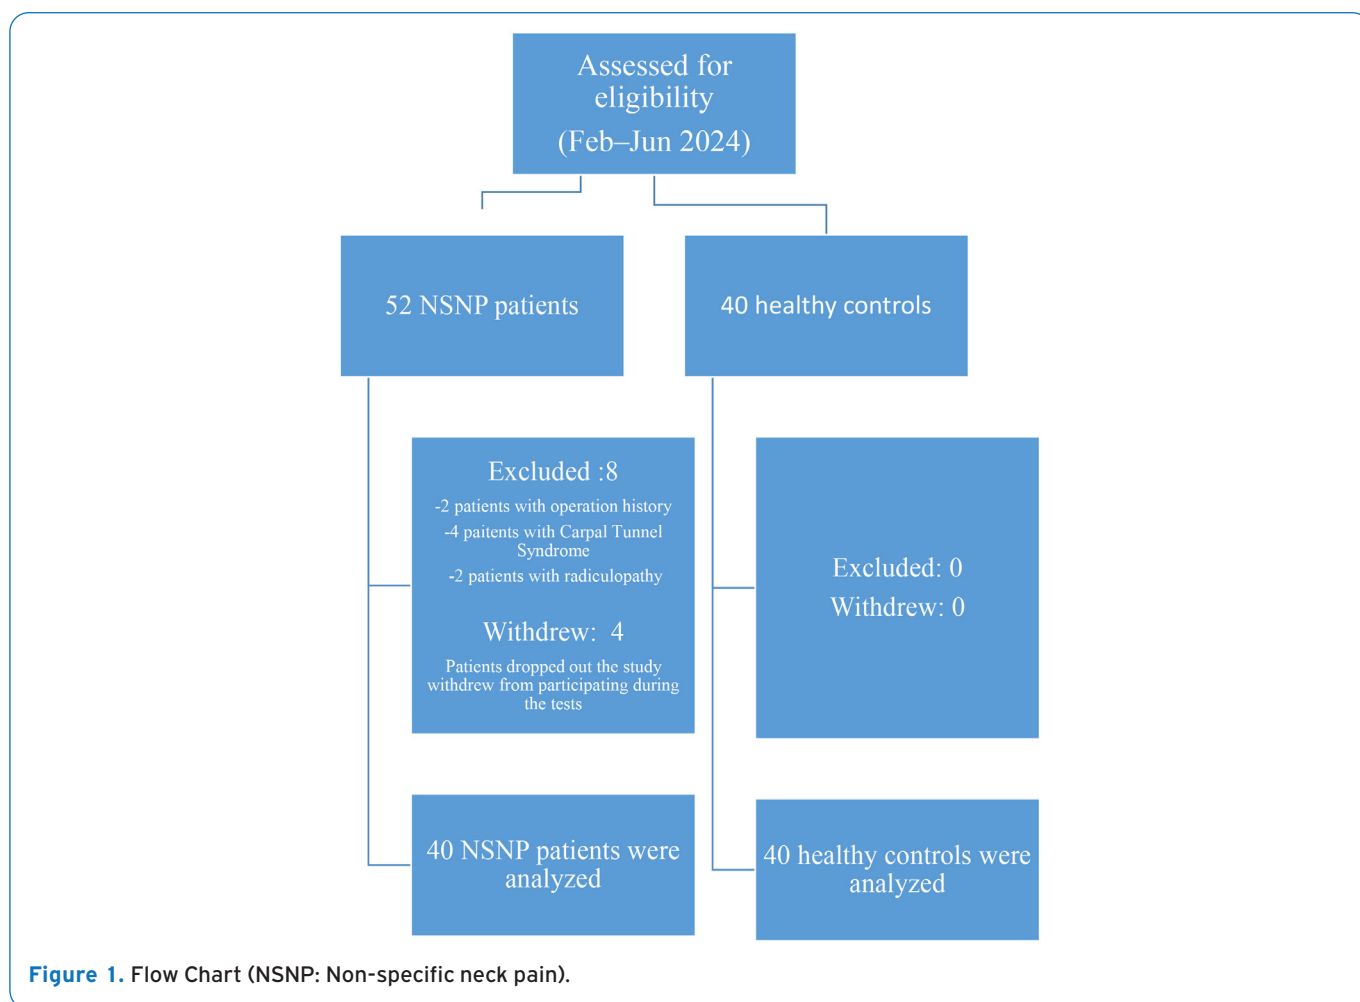 Assessed for
eligibility
(Feb–Jun 2024)
52 NSNP patients
40 healthy controls
Excluded :8
-2 patients with operation history
-4 paitents with Carpal Tunnel
Syndrome
-2 patients with radiculopathy
Withdrew: 4
Patients dropped out the study
withdrew from participating during
the tests
Excluded: 0
Withdrew: 0
40 NSNP patients were
analyzed
40 healthy controls were
analyzed
Figure 1. Flow Chart (NSNP: Non-specific neck pain).